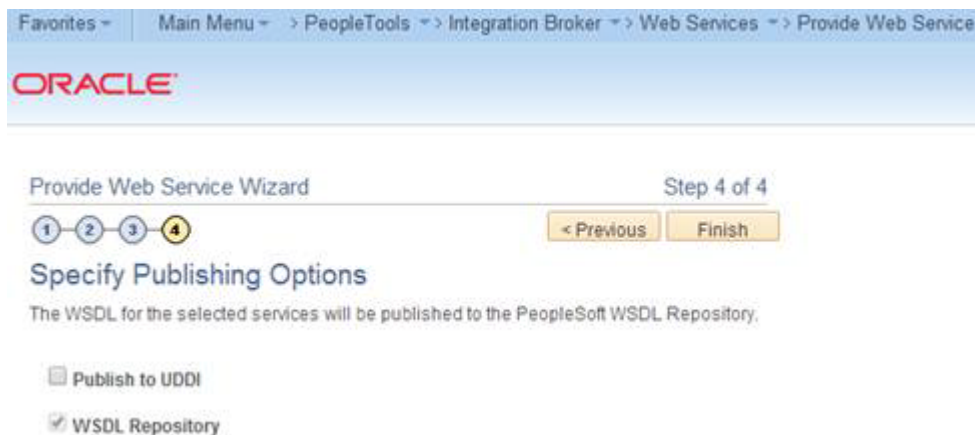 Favorites Main Menu > PeopleTools > Integration Broker > Web Services > Provide Web Service
ORACLE
Provide Web Service Wizard Step 4 of 4
1 2 3 4 < Previous Finish
Specify Publishing Options
The WSDL for the selected services will be published to the PeopleSoft WSDL Repository.
Publish to UDDI
WSDL Repository